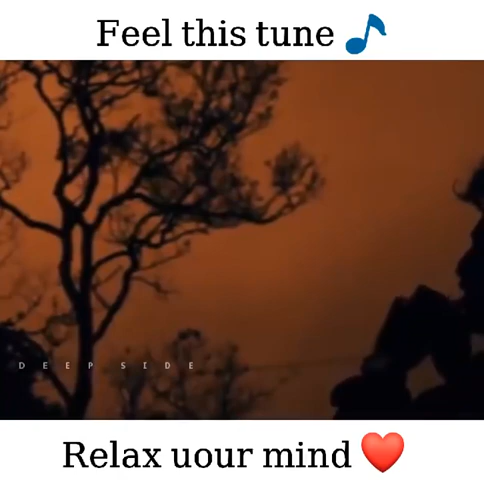 Feel this tune 🎵
D E E P S I D E
Relax uour mind ❤️